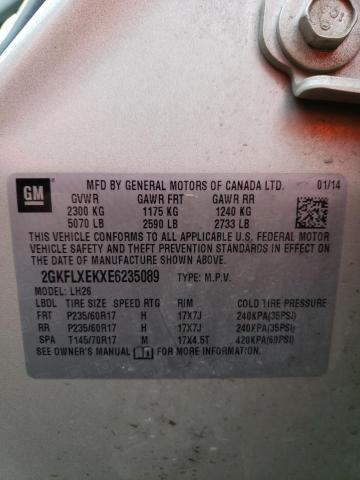 GM
MFD BY GENERAL MOTORS OF CANADA LTD. 01/14
GVWR GAWR FRT GAWR RR
2300 KG 1175 KG 1240 KG
5070 LB 2590 LB 2733 LB
THIS VEHICLE CONFORMS TO ALL APPLICABLE U.S. FEDERAL MOTOR
VEHICLE SAFETY AND THEFT PREVENTION STANDARDS IN EFFECT ON THE
DATE OF MANUFACTURE SHOWN ABOVE.
2GKFLXEKXE6235089 TYPE: M.P.V.
MODEL: LH26
LBDL TIRE SIZE SPEED RTG RIM COLD TIRE PRESSURE
FRT P235/60R17 H 17X7J 240KPA(35PSI)
RR P235/60R17 H 17X7J 240KPA(35PSI)
SPA T145/70R17 M 17X4.5T 420KPA(60PSI)
SEE OWNER'S MANUAL FOR MORE INFORMATION.